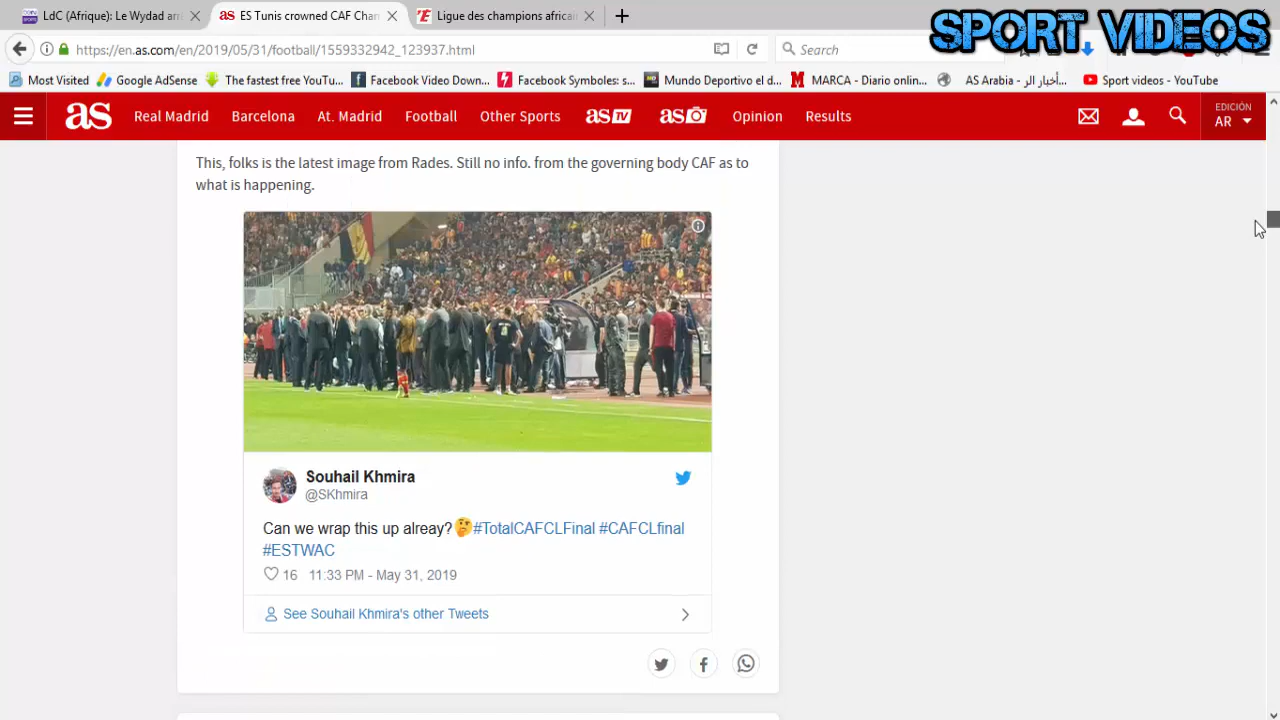 LdC (Afrique): Le Wydad arr
as ES Tunis crowned CAF Cham
Ligue des champions africai
SPORT VIDEOS
https://en.as.com/en/2019/05/31/football/1559332942_123937.html
Search
Most Visited
Google AdSense
The fastest free YouTu...
Facebook Video Down...
Facebook Symboles: s...
Mundo Deportivo el d...
MARCA - Diario onlin...
AS Arabia - أخبار الر...
Sport videos - YouTube
as
Real Madrid
Barcelona
At. Madrid
Football
Other Sports
as TV
as
Opinion
Results
EDICIÓN
AR
This, folks is the latest image from Rades. Still no info. from the governing body CAF as to
what is happening.
Souhail Khmira
@SKhmira
Can we wrap this up alreay? 🤔#TotalCAFCLFinal #CAFCLfinal
#ESTWAC
16 11:33 PM - May 31, 2019
See Souhail Khmira's other Tweets